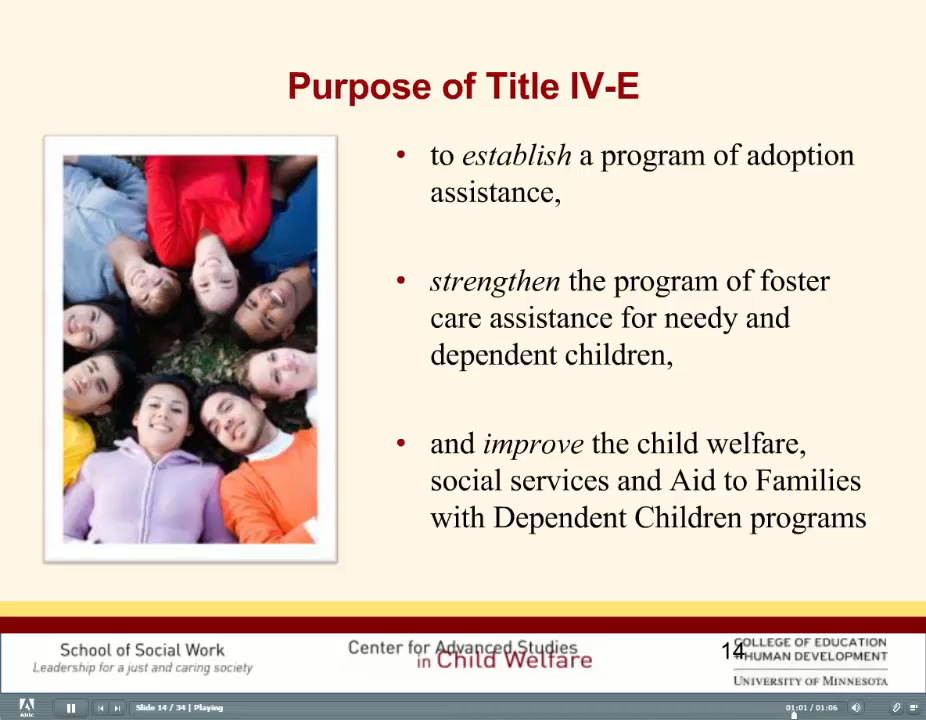 Purpose of Title IV-E
• to establish a program of adoption
assistance,
• strengthen the program of foster
care assistance for needy and
dependent children,
• and improve the child welfare,
social services and Aid to Families
with Dependent Children programs
School of Social Work
Leadership for a just and caring society
Center for Advanced Studies
in Child Welfare
14
COLLEGE OF EDUCATION
+HUMAN DEVELOPMENT
UNIVERSITY OF MINNESOTA
Slide 14 / 34 | Playing
01:01 / 01:06